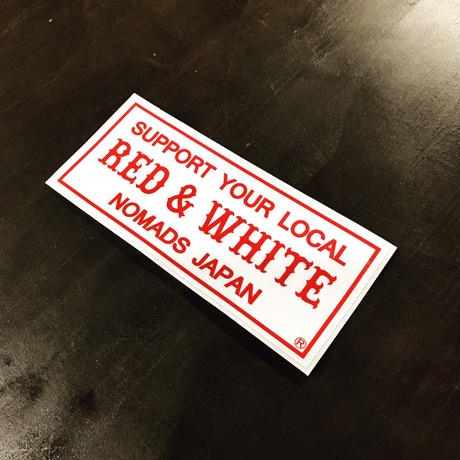 SUPPORT YOUR LOCAL
RED & WHITE
NOMADS JAPAN
®